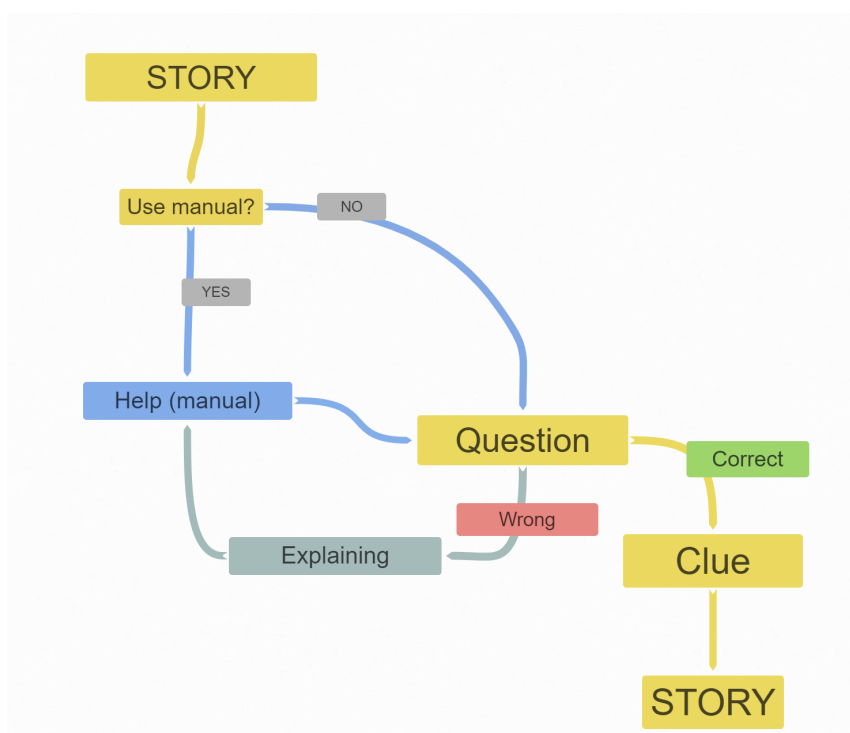 STORY
Use manual?
NO
YES
Help (manual)
Question
Correct
Wrong
Explaining
Clue
STORY